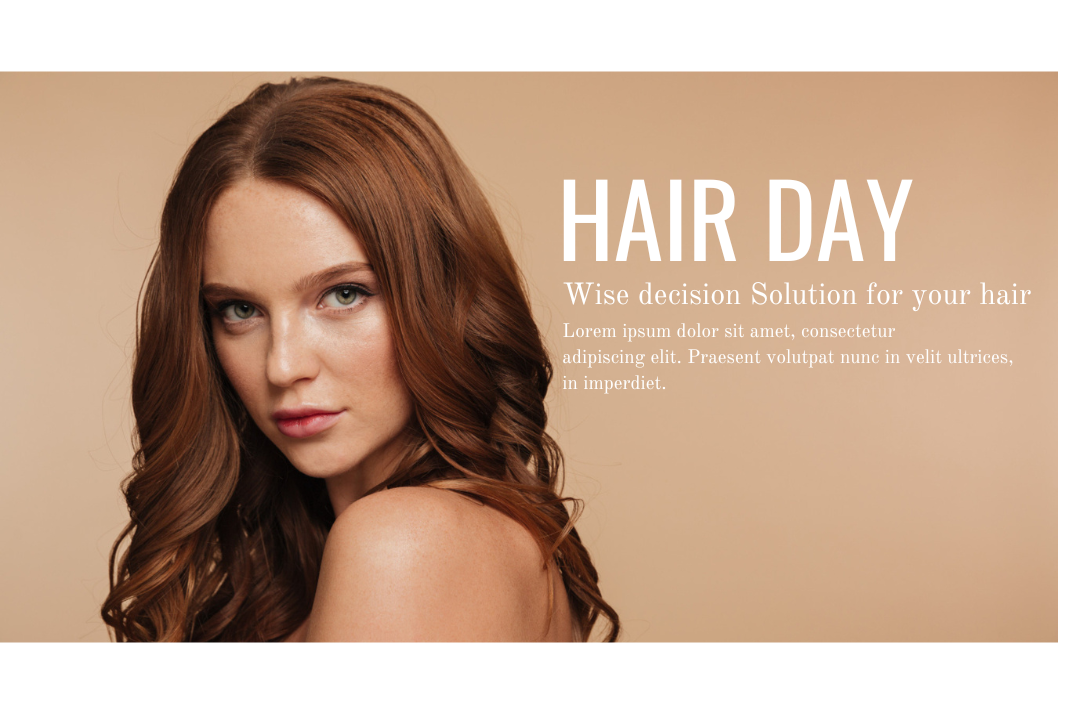 HAIR DAY
Wise decision Solution for your hair
Lorem ipsum dolor sit amet, consectetur
adipiscing elit. Praesent volutpat nunc in velit ultrices,
in imperdiet.